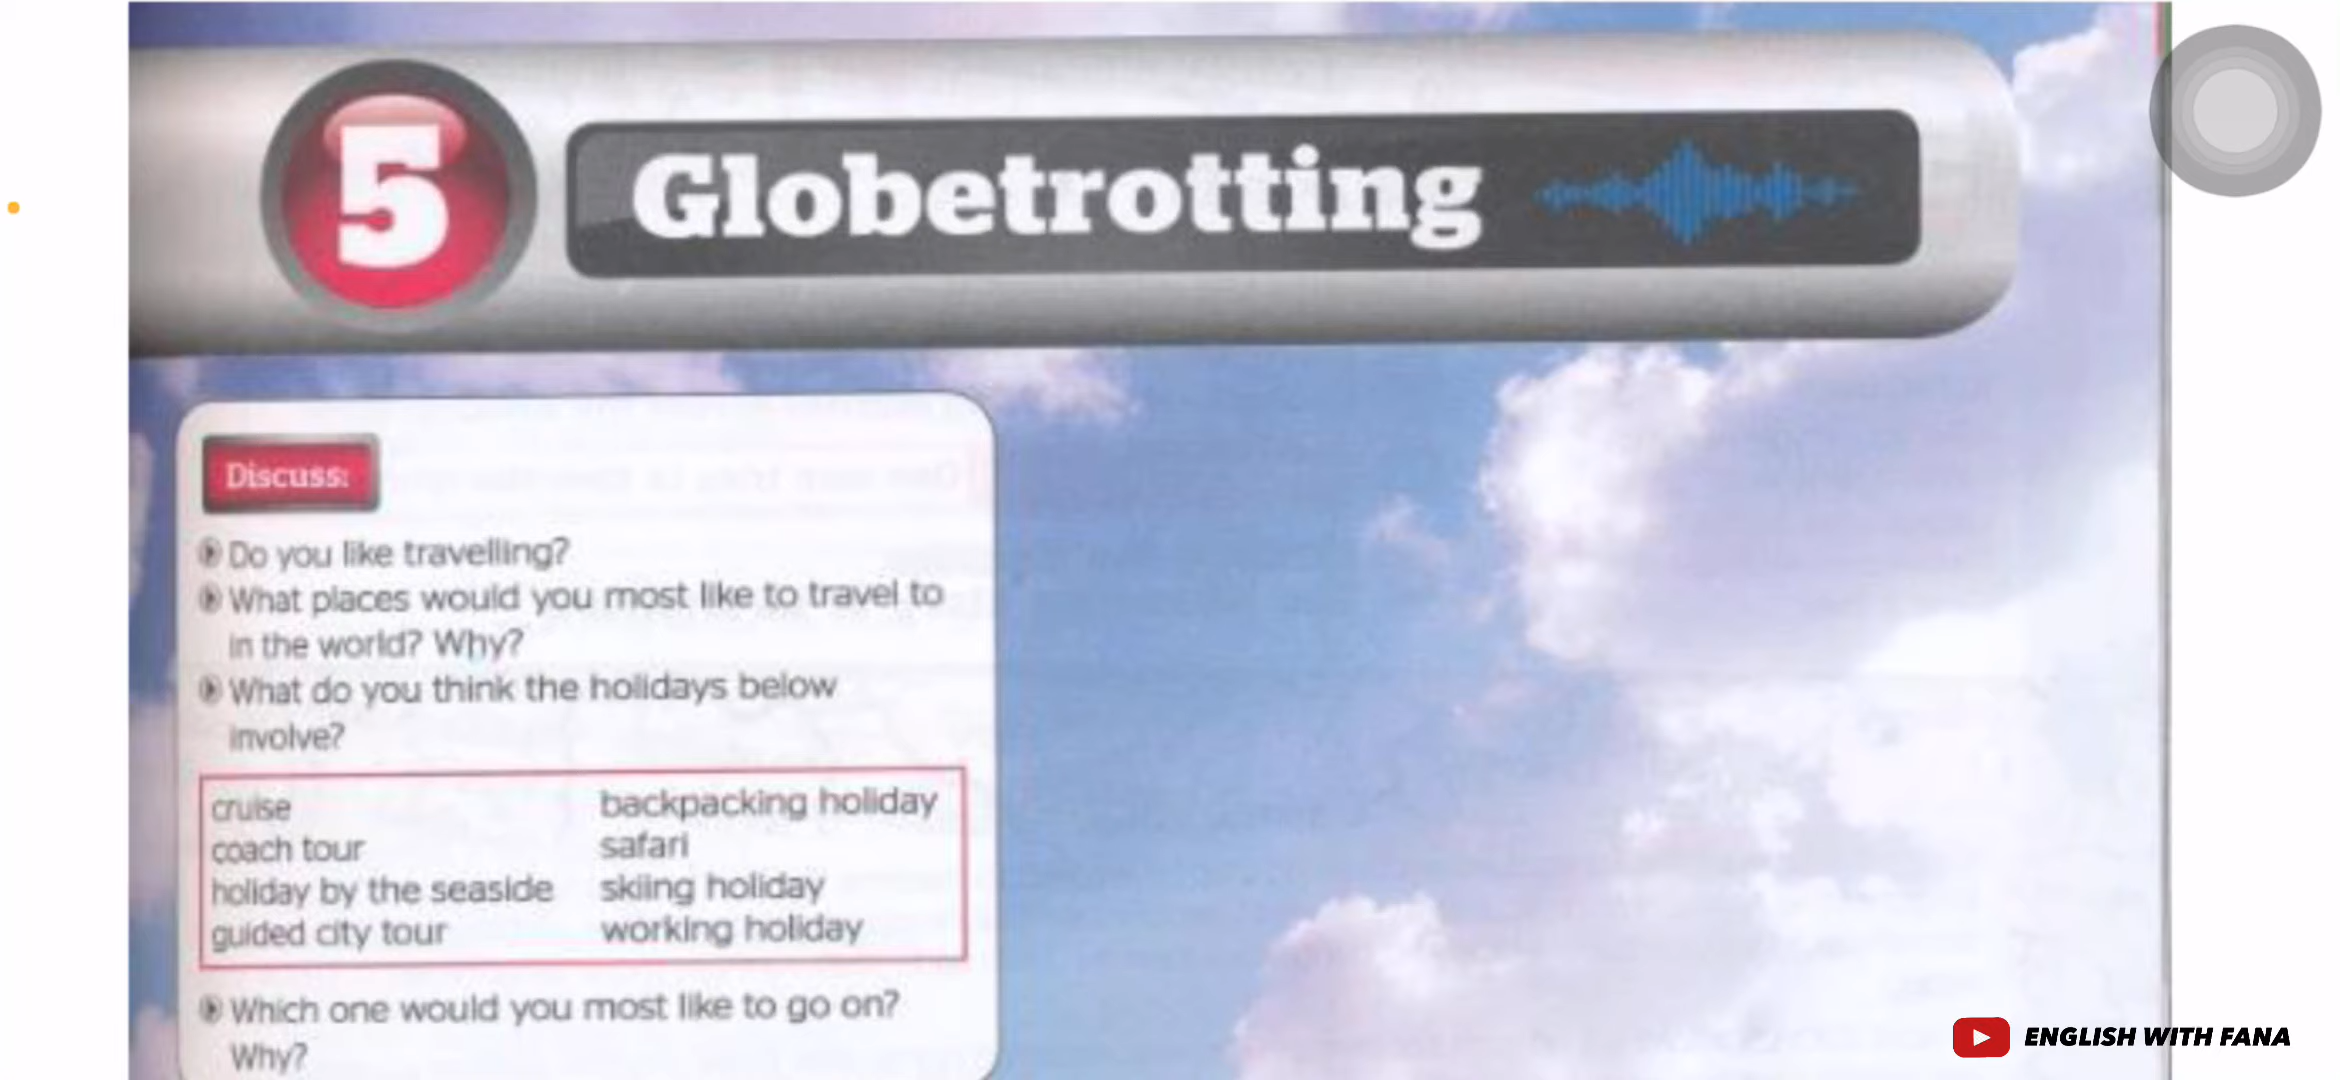 5 Globetrotting
Discuss:
Do you like travelling?
What places would you most like to travel to
in the world? Why?
What do you think the holidays below
involve?
cruise
coach tour
holiday by the seaside
guided city tour
backpacking holiday
safari
skiing holiday
working holiday
Which one would you most like to go on?
Why?
ENGLISH WITH FANA